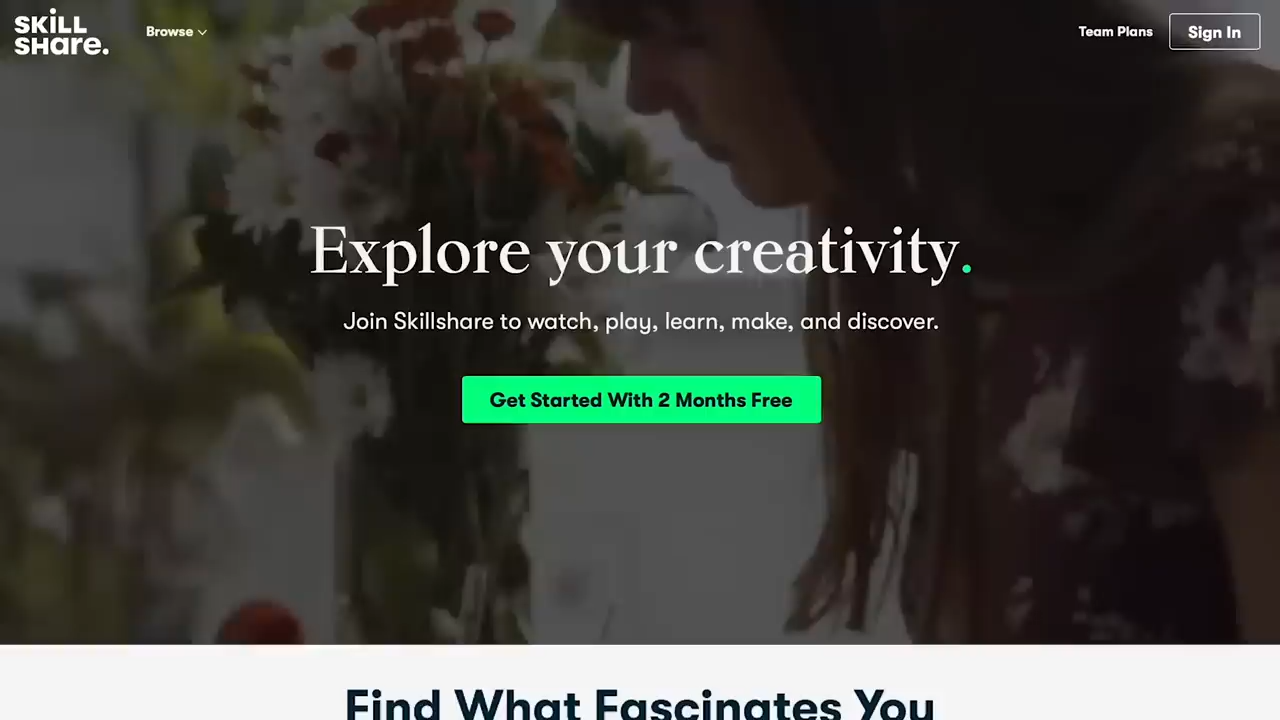 SKILL
SHare.
Browse
Team Plans
Sign In
Explore your creativity.
Join Skillshare to watch, play, learn, make, and discover.
Get Started With 2 Months Free
Find What Fascinates You